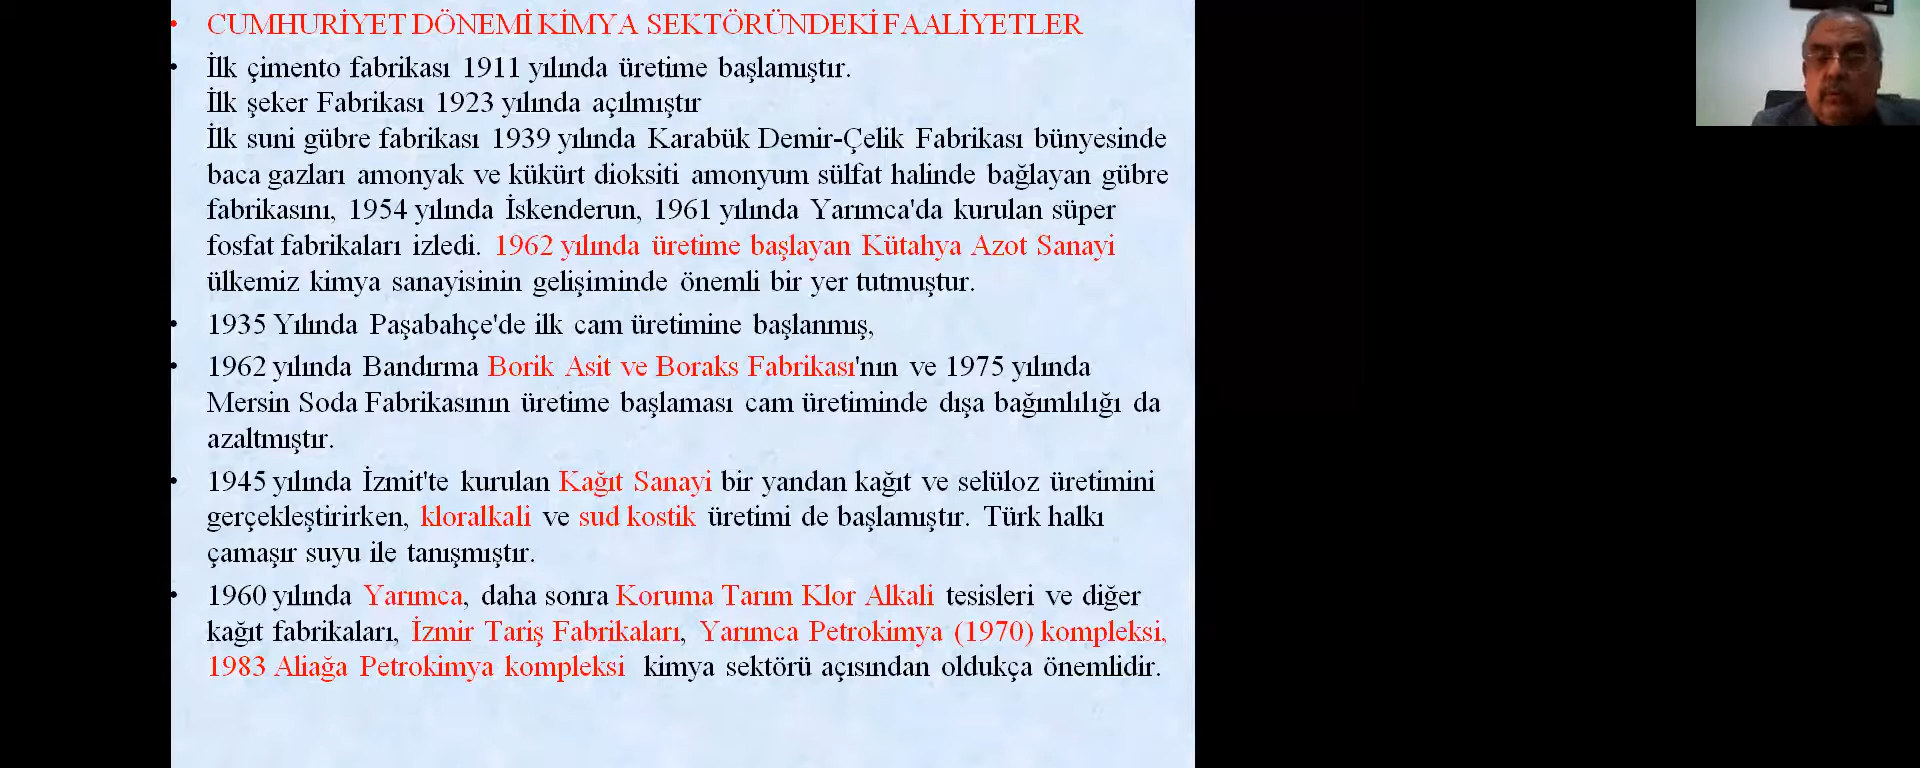 • CUMHURİYET DÖNEMİ KİMYA SEKTÖRÜNDEKİ FAALİYETLER
• İlk çimento fabrikası 1911 yılında üretime başlamıştır.
İlk şeker Fabrikası 1923 yılında açılmıştır
İlk suni gübre fabrikası 1939 yılında Karabük Demir-Çelik Fabrikası bünyesinde
baca gazları amonyak ve kükürt dioksiti amonyum sülfat halinde bağlayan gübre
fabrikasını, 1954 yılında İskenderun, 1961 yılında Yarımca'da kurulan süper
fosfat fabrikaları izledi. 1962 yılında üretime başlayan Kütahya Azot Sanayi
ülkemiz kimya sanayisinin gelişiminde önemli bir yer tutmuştur.
• 1935 Yılında Paşabahçe'de ilk cam üretimine başlanmış,
• 1962 yılında Bandırma Borik Asit ve Boraks Fabrikası'nın ve 1975 yılında
Mersin Soda Fabrikasının üretime başlaması cam üretiminde dışa bağımlılığı da
azaltmıştır.
• 1945 yılında İzmit'te kurulan Kağıt Sanayi bir yandan kağıt ve selüloz üretimini
gerçekleştirirken, kloralkali ve sud kostik üretimi de başlamıştır. Türk halkı
çamaşır suyu ile tanışmıştır.
• 1960 yılında Yarımca, daha sonra Koruma Tarım Klor Alkali tesisleri ve diğer
kağıt fabrikaları, İzmir Tariş Fabrikaları, Yarımca Petrokimya (1970) kompleksi,
1983 Aliağa Petrokimya kompleksi kimya sektörü açısından oldukça önemlidir.